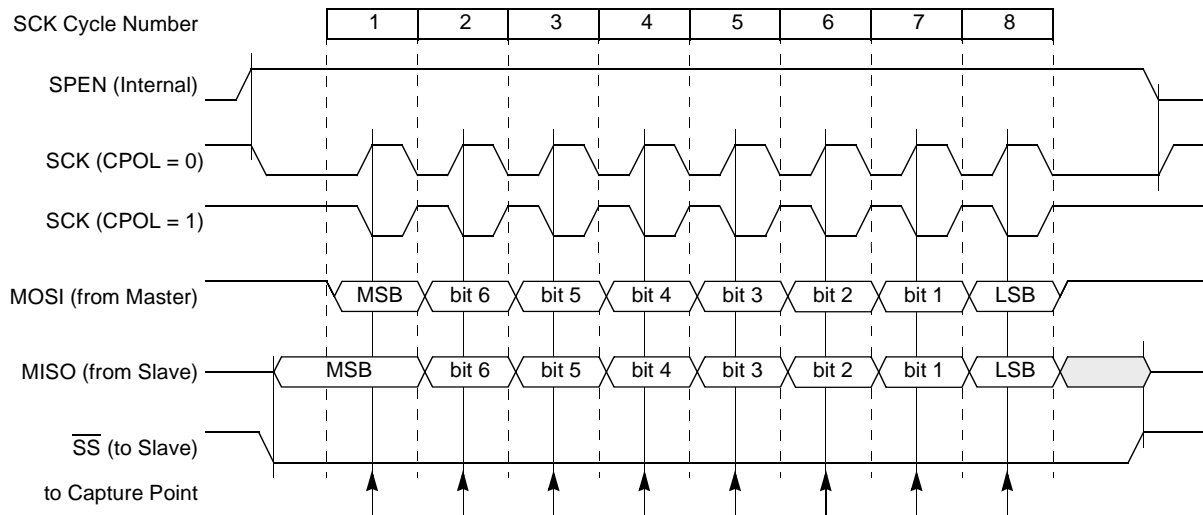 SCK Cycle Number 1 2 3 4 5 6 7 8
SPEN (Internal)
SCK (CPOL = 0)
SCK (CPOL = 1)
MOSI (from Master) MSB bit 6 bit 5 bit 4 bit 3 bit 2 bit 1 LSB
MISO (from Slave) MSB bit 6 bit 5 bit 4 bit 3 bit 2 bit 1 LSB
S̅S̅ (to Slave)
to Capture Point